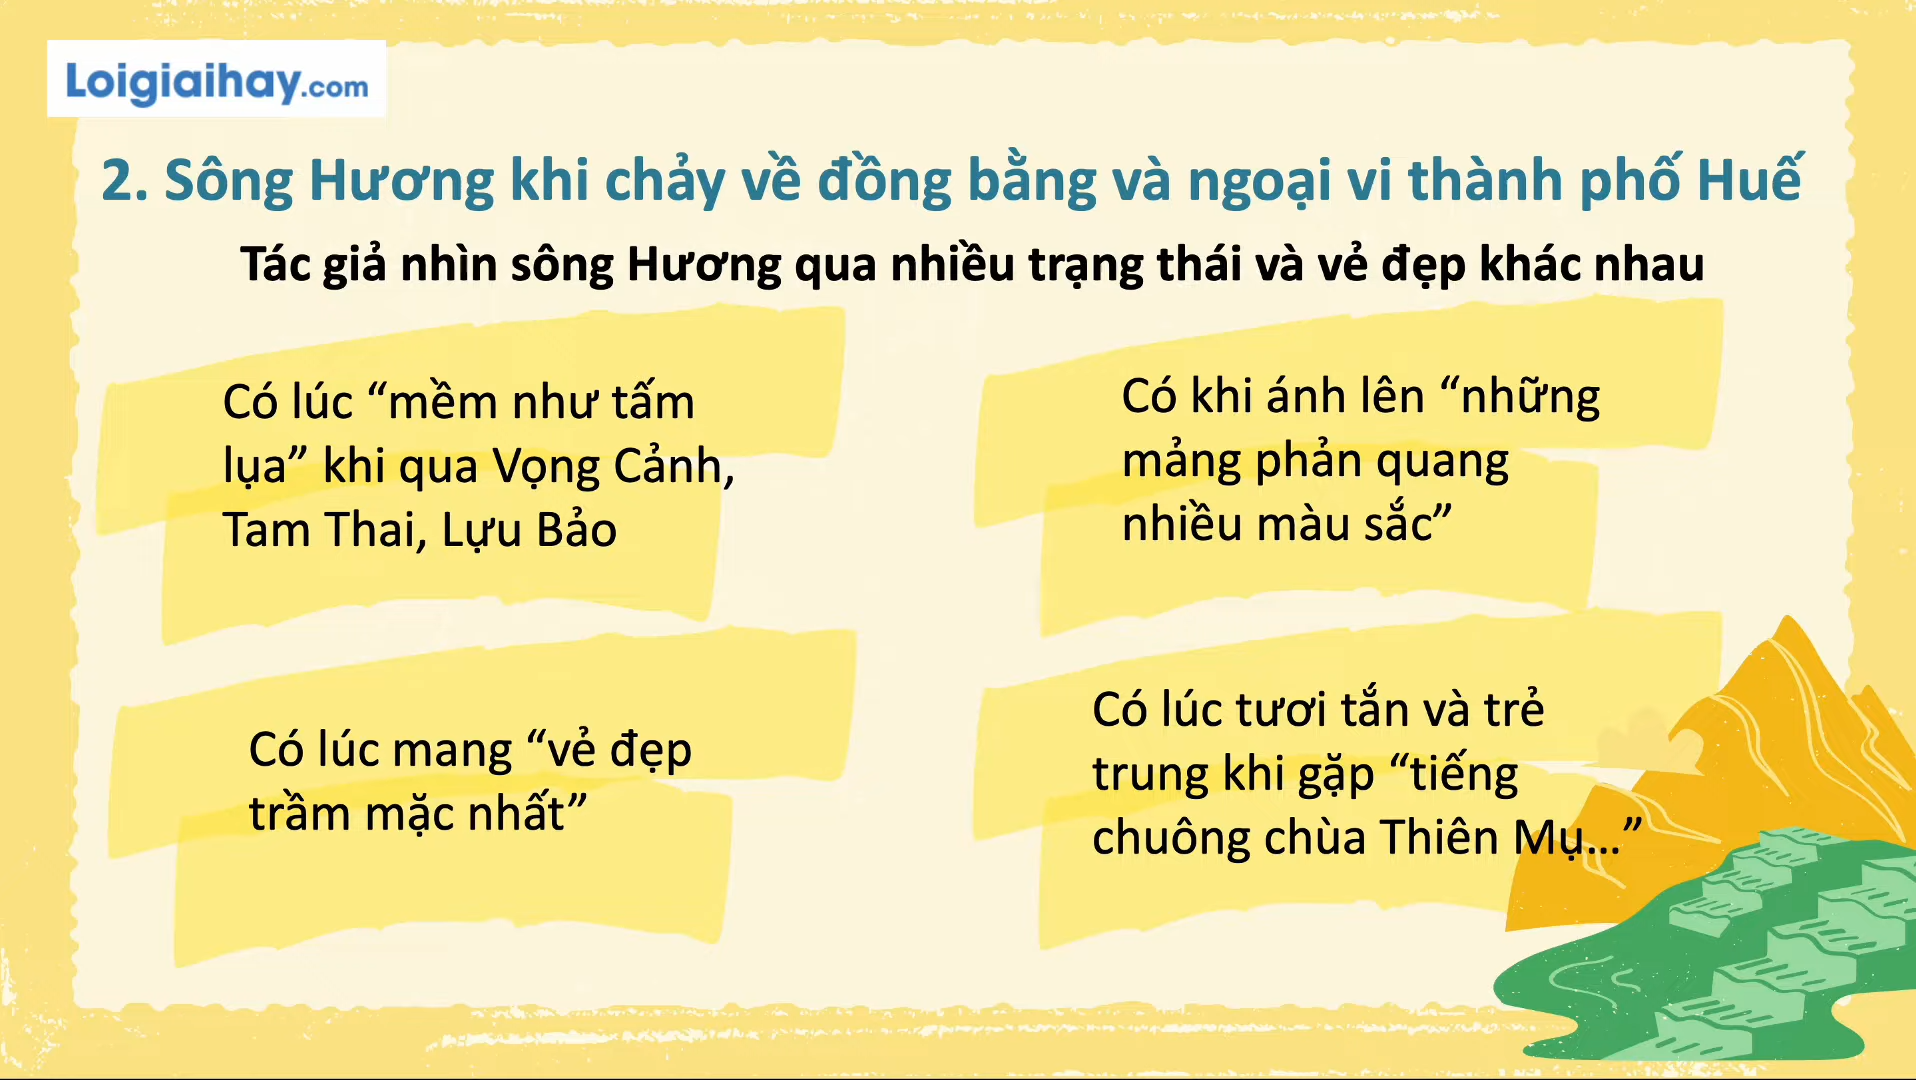 Loigiaihay.com
2. Sông Hương khi chảy về đồng bằng và ngoại vi thành phố Huế
Tác giả nhìn sông Hương qua nhiều trạng thái và vẻ đẹp khác nhau
Có lúc “mềm như tấm
lụa” khi qua Vọng Cảnh,
Tam Thai, Lựu Bảo
Có khi ánh lên “những
mảng phản quang
nhiều màu sắc”
Có lúc mang “vẻ đẹp
trầm mặc nhất”
Có lúc tươi tắn và trẻ
trung khi gặp “tiếng
chuông chùa Thiên Mụ...”